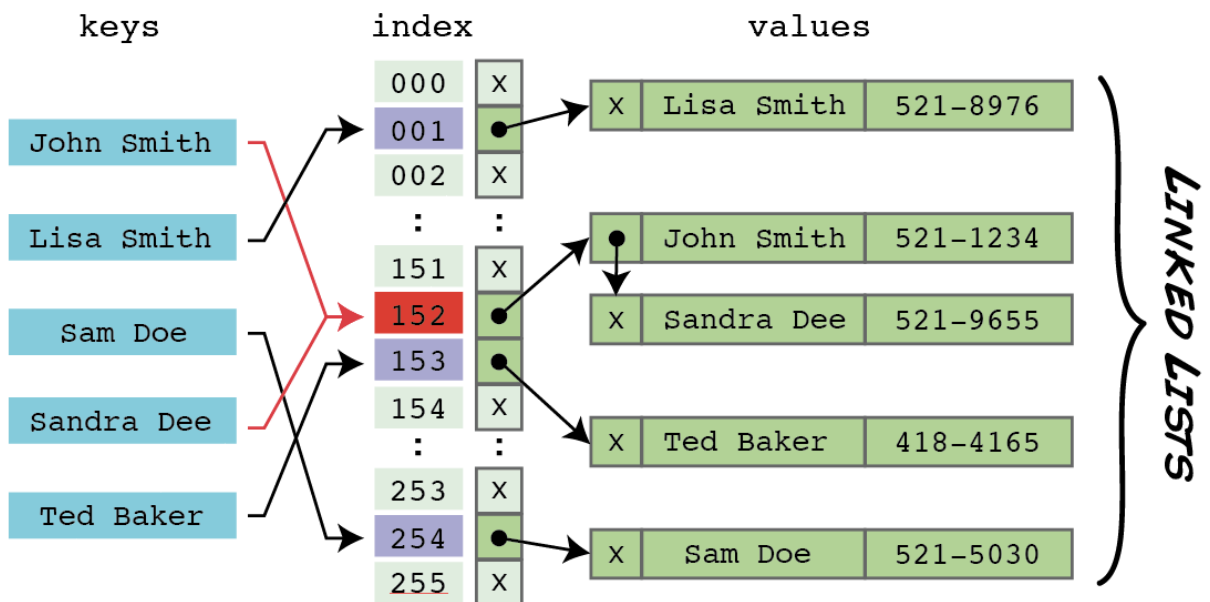 keys
index
values
John Smith
Lisa Smith
Sam Doe
Sandra Dee
Ted Baker
000 x
001
002 x
: :
151 x
152
153
154 x
: :
253 x
254
255 x
x Lisa Smith 521-8976
John Smith 521-1234
x Sandra Dee 521-9655
x Ted Baker 418-4165
x Sam Doe 521-5030
LINKED LISTS